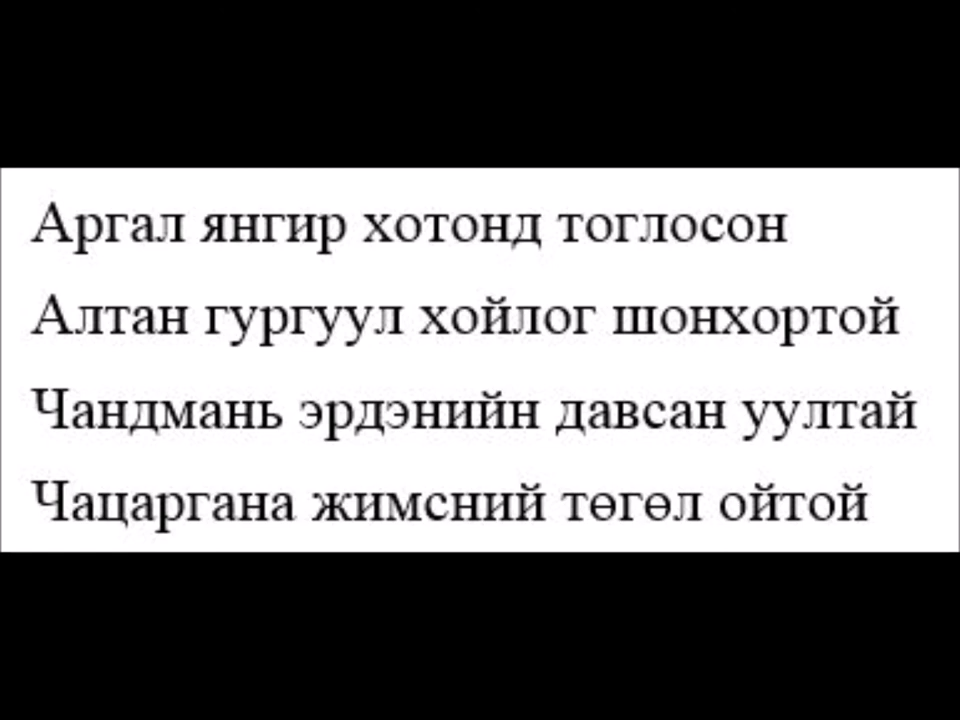 Аргал янгир хотонд тоглосон
Алтан гургуул хойлог шонхортой
Чандмань эрдэнийн давсан уултай
Чацаргана жимсний төгөл ойтой